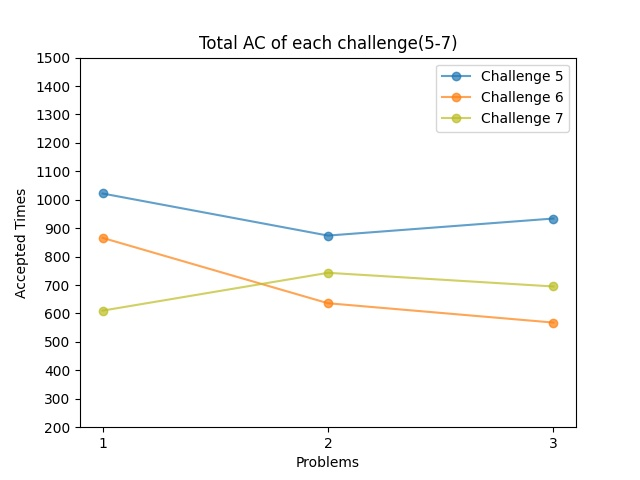 Total AC of each challenge(5-7)
1500
1400
1300
1200
1100
1000
900
800
700
600
500
400
300
200
Accepted Times
Challenge 5
Challenge 6
Challenge 7
1 2 3
Problems